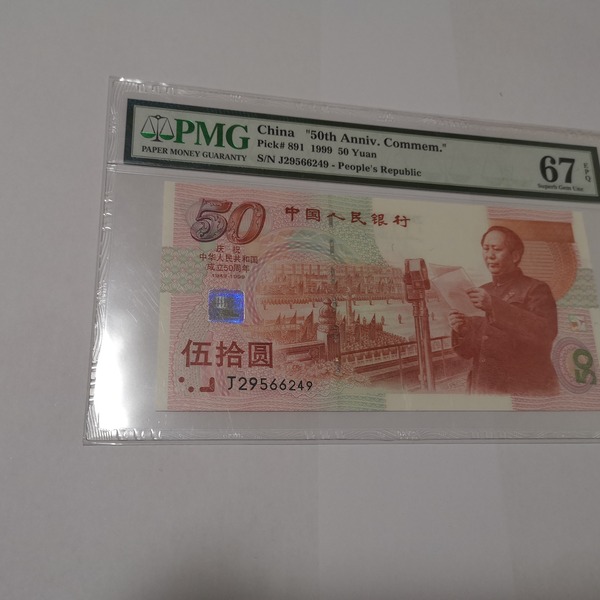 PMG
PAPER MONEY GUARANTY
China "50th Anniv. Commem."
Pick# 891 1999 50 Yuan
S/N J29566249 - People's Republic
67 EPQ
Superb Gem Unc
50
中国人民银行
庆祝
中华人民共和国
成立50周年
1949-1999
伍拾圆
J29566249
50